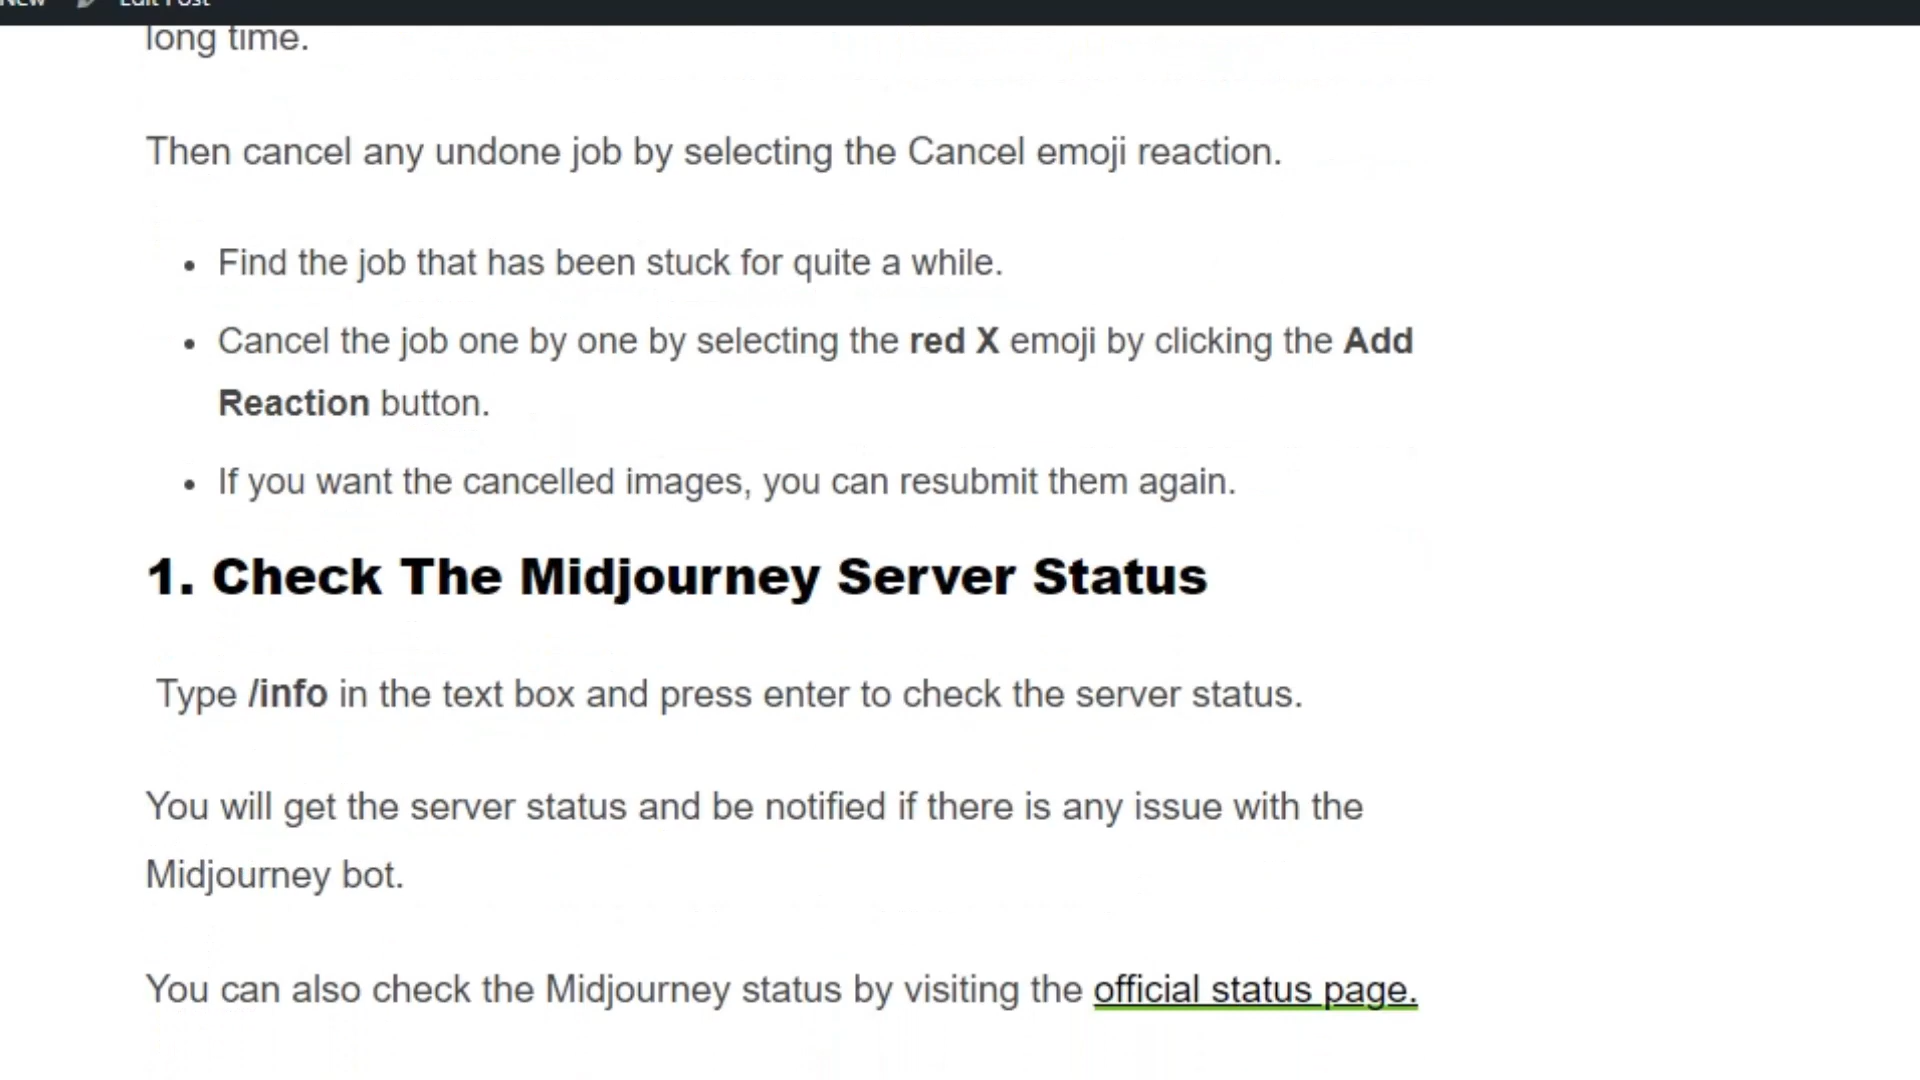 New Edit Post
long time.
Then cancel any undone job by selecting the Cancel emoji reaction.
• Find the job that has been stuck for quite a while.
• Cancel the job one by one by selecting the red X emoji by clicking the Add
Reaction button.
• If you want the cancelled images, you can resubmit them again.
1. Check The Midjourney Server Status
Type /info in the text box and press enter to check the server status.
You will get the server status and be notified if there is any issue with the
Midjourney bot.
You can also check the Midjourney status by visiting the official status page.